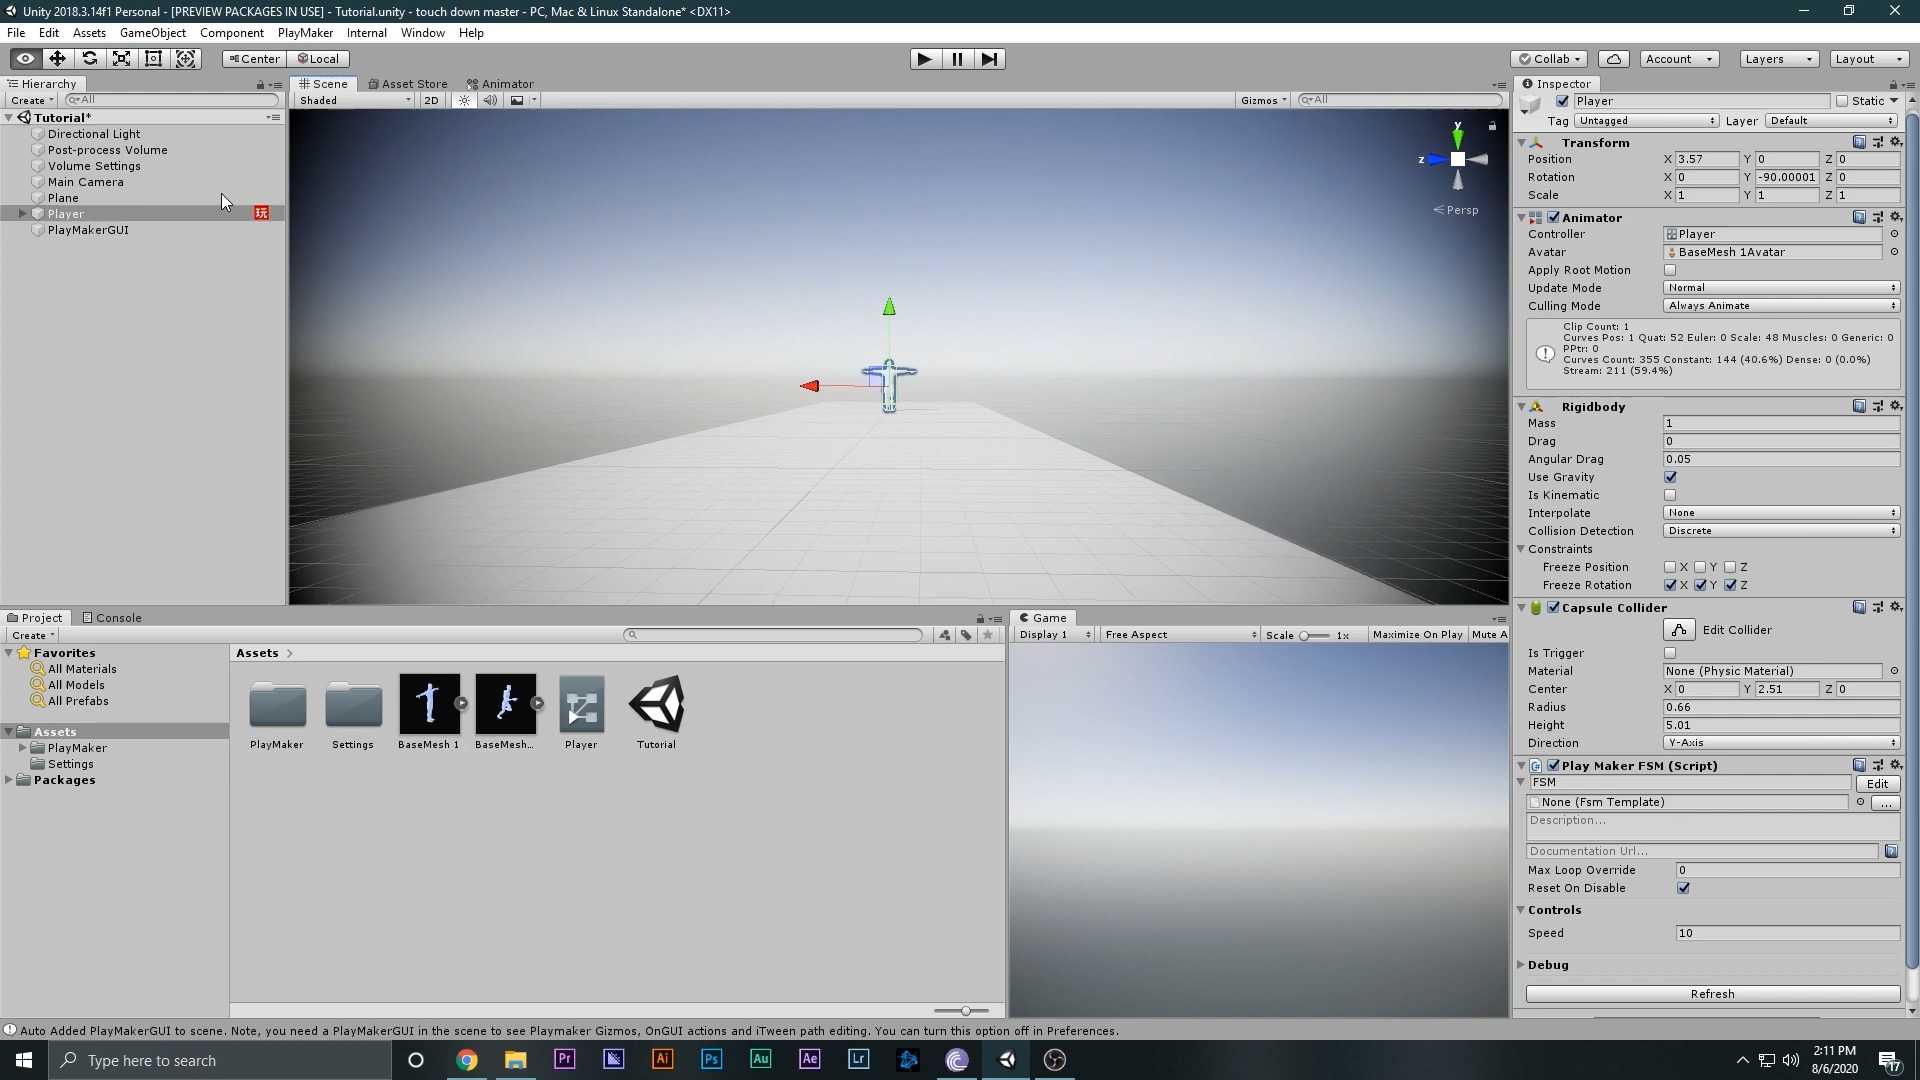 Unity 2018.3.14f1 Personal - [PREVIEW PACKAGES IN USE] - Tutorial.unity - touch down master - PC, Mac & Linux Standalone* <DX11>
File Edit Assets GameObject Component PlayMaker Internal Window Help
Center Local Collab Account Layers Layout
Hierarchy
Create All
Tutorial*
Directional Light
Post-process Volume
Volume Settings
Main Camera
Plane
Player 玩
PlayMakerGUI
Scene Asset Store Animator
Shaded 2D Gizmos All
y
z
Persp
Inspector
Player Static
Tag Untagged Layer Default
Transform
Position X 3.57 Y 0 Z 0
Rotation X 0 Y -90.00001 Z 0
Scale X 1 Y 1 Z 1
Animator
Controller Player
Avatar BaseMesh 1Avatar
Apply Root Motion
Update Mode Normal
Culling Mode Always Animate
Clip Count: 1
Curves Pos: 1 Quat: 52 Euler: 0 Scale: 48 Muscles: 0 Generic: 0
PPtr: 0
Curves Count: 355 Constant: 144 (40.6%) Dense: 0 (0.0%)
Stream: 211 (59.4%)
Rigidbody
Mass 1
Drag 0
Angular Drag 0.05
Use Gravity
Is Kinematic
Interpolate None
Collision Detection Discrete
Constraints
Freeze Position X Y Z
Freeze Rotation X Y Z
Capsule Collider
Edit Collider
Is Trigger
Material None (Physic Material)
Center X 0 Y 2.51 Z 0
Radius 0.66
Height 5.01
Direction Y-Axis
Play Maker FSM (Script)
FSM Edit
None (Fsm Template) ...
Description...
Documentation Url...
Max Loop Override 0
Reset On Disable
Controls
Speed 10
Debug
Refresh
Project Console
Create
Favorites
All Materials
All Models
All Prefabs
Assets
PlayMaker
Settings
Packages
Assets
PlayMaker Settings BaseMesh 1 BaseMesh... Player Tutorial
Game
Display 1 Free Aspect Scale 1x Maximize On Play Mute A
Auto Added PlayMakerGUI to scene. Note, you need a PlayMakerGUI in the scene to see Playmaker Gizmos, OnGUI actions and iTween path editing. You can turn this option off in Preferences.
Type here to search
Pr Ai Ps Au Ae Lr
2:11 PM
8/6/2020
17